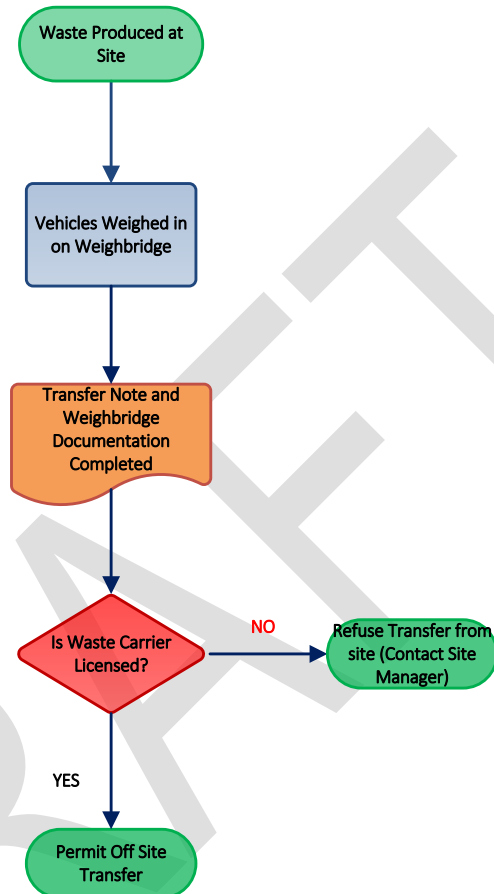 Waste Produced at
Site
Vehicles Weighed in
on Weighbridge
Transfer Note and
Weighbridge
Documentation
Completed
Is Waste Carrier
Licensed?
NO
Refuse Transfer from
site (Contact Site
Manager)
YES
Permit Off Site
Transfer
DRAFT